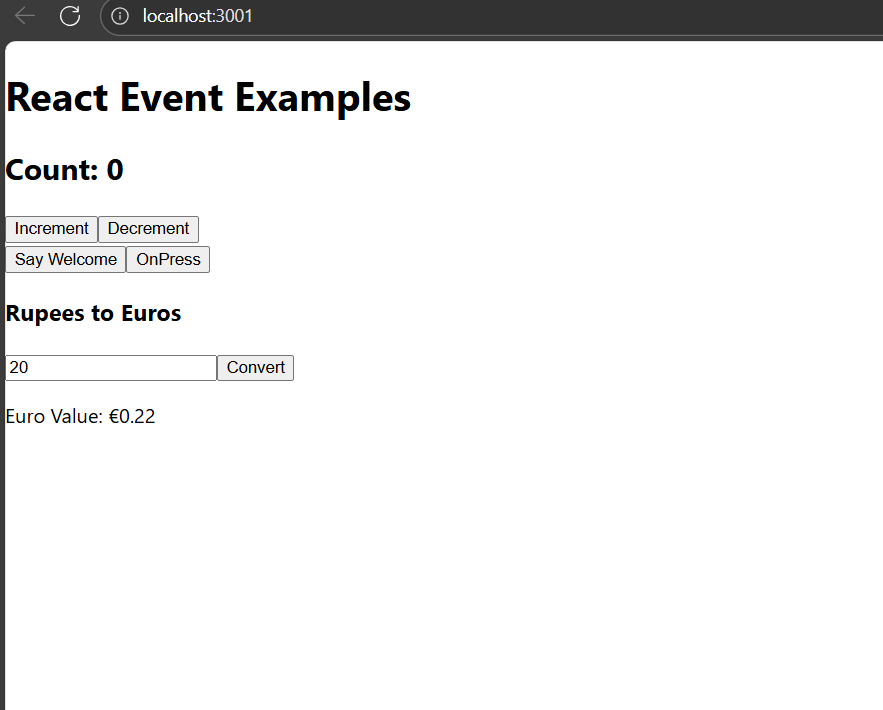 localhost:3001
React Event Examples
Count: 0
Increment Decrement
Say Welcome OnPress
Rupees to Euros
20 Convert
Euro Value: €0.22